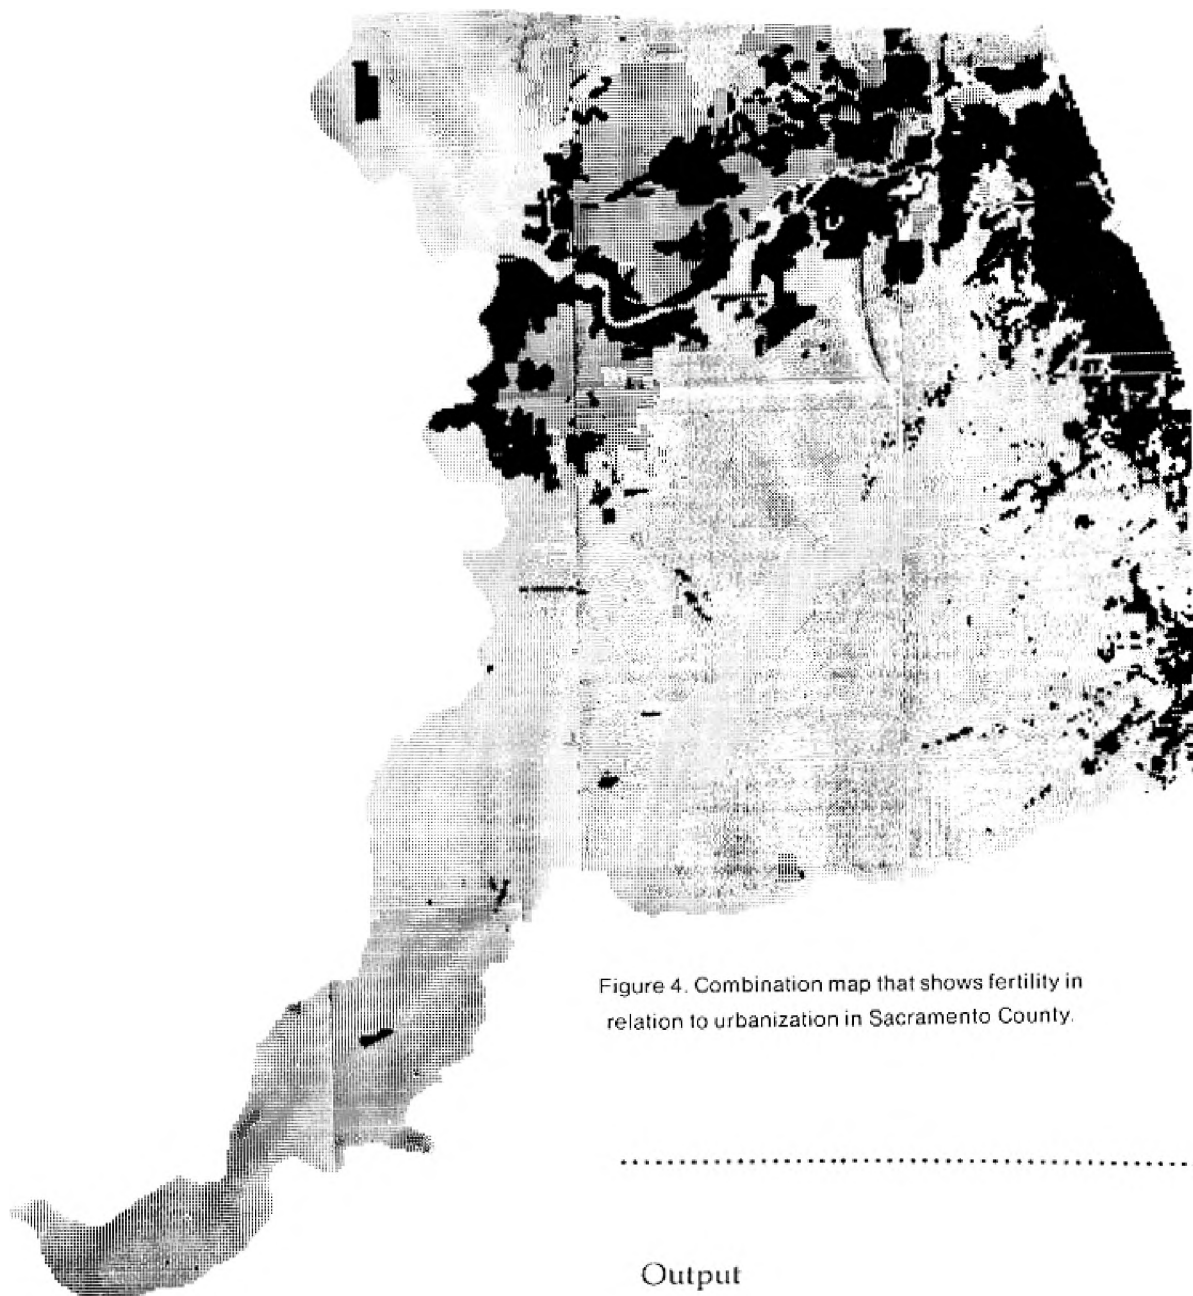 Figure 4. Combination map that shows fertility in
relation to urbanization in Sacramento County.
Output